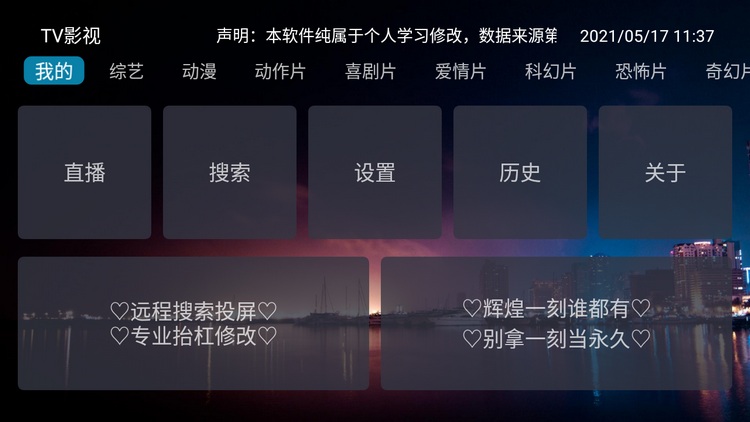 TV影视 声明：本软件纯属于个人学习修改，数据来源第 2021/05/17 11:37
我的 综艺 动漫 动作片 喜剧片 爱情片 科幻片 恐怖片 奇幻片
直播 搜索 设置 历史 关于
♡远程搜索投屏♡
♡专业抬杠修改♡
♡辉煌一刻谁都有♡
♡别拿一刻当永久♡